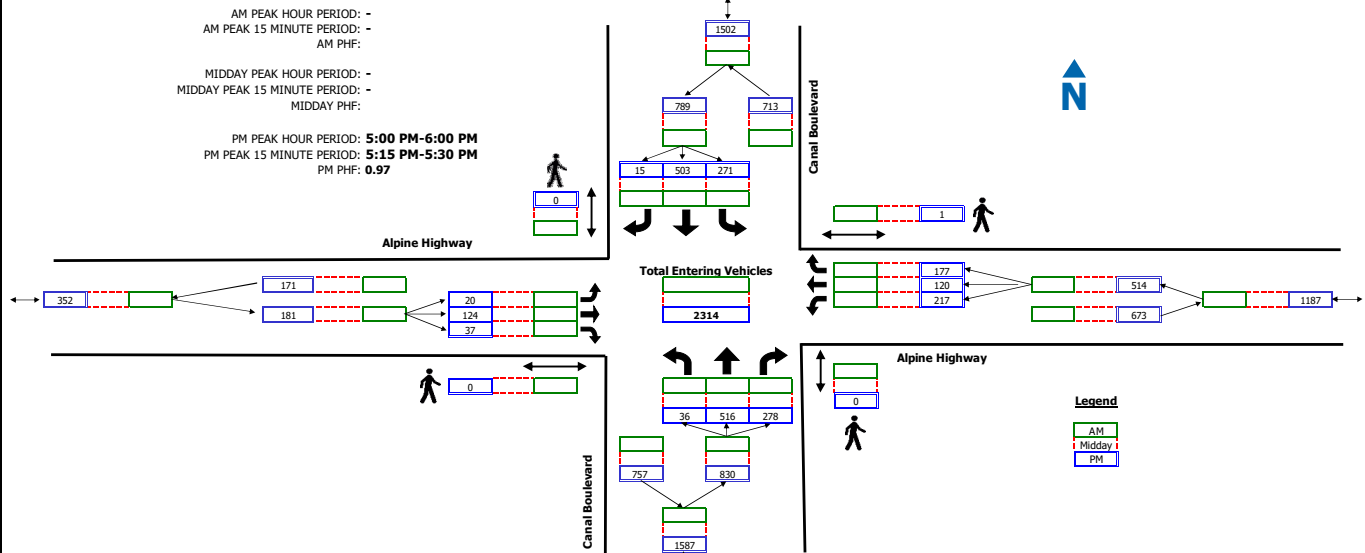 AM PEAK HOUR PERIOD: -
AM PEAK 15 MINUTE PERIOD: -
AM PHF:
MIDDAY PEAK HOUR PERIOD: -
MIDDAY PEAK 15 MINUTE PERIOD: -
MIDDAY PHF:
PM PEAK HOUR PERIOD: 5:00 PM-6:00 PM
PM PEAK 15 MINUTE PERIOD: 5:15 PM-5:30 PM
PM PHF: 0.97
1502
789 713
15 503 271
Canal Boulevard
N
0
1
Alpine Highway
Total Entering Vehicles
2314
352
171
181
20
124
37
177
120
217
514
673
1187
Alpine Highway
0
36 516 278
0
757 830
1587
Canal Boulevard
Legend
AM
Midday
PM